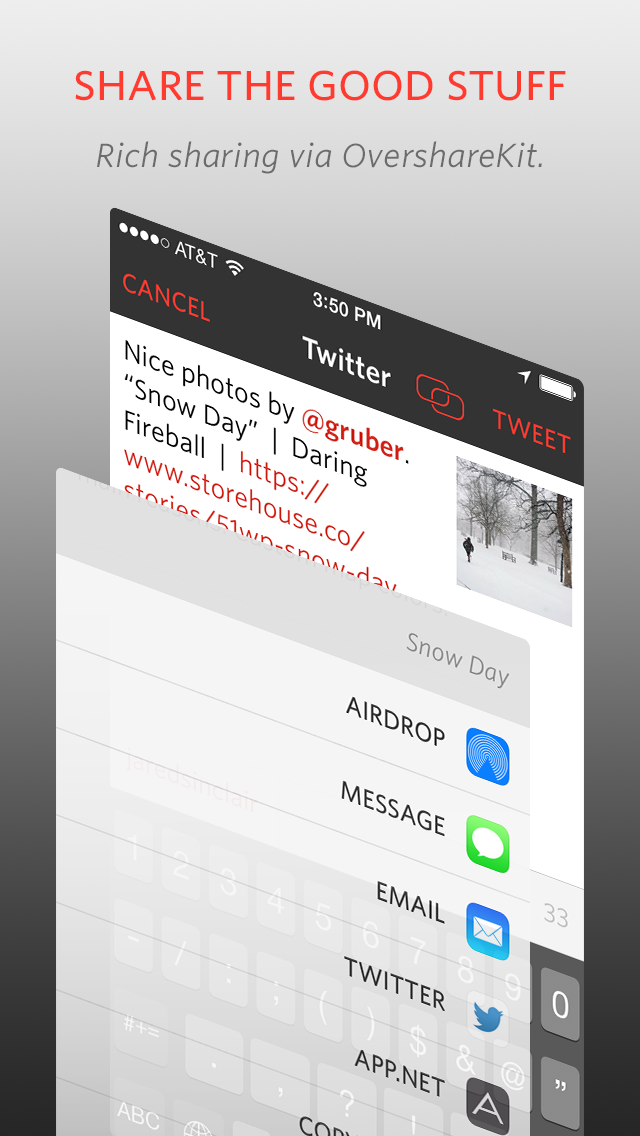 SHARE THE GOOD STUFF
Rich sharing via OvershareKit.
AT&T
3:50 PM
CANCEL
Twitter
TWEET
Nice photos by @gruber.
“Snow Day” | Daring
Fireball | https://
www.storehouse.co/
stories/51wp-snow-day
Snow Day
AIRDROP
MESSAGE
jaredsinclair
EMAIL
33
TWITTER
APP.NET
1 2 3 4 5 6 7 8 9 0
- / : ; ( ) $ & @ ”
#+= . , ? !
ABC